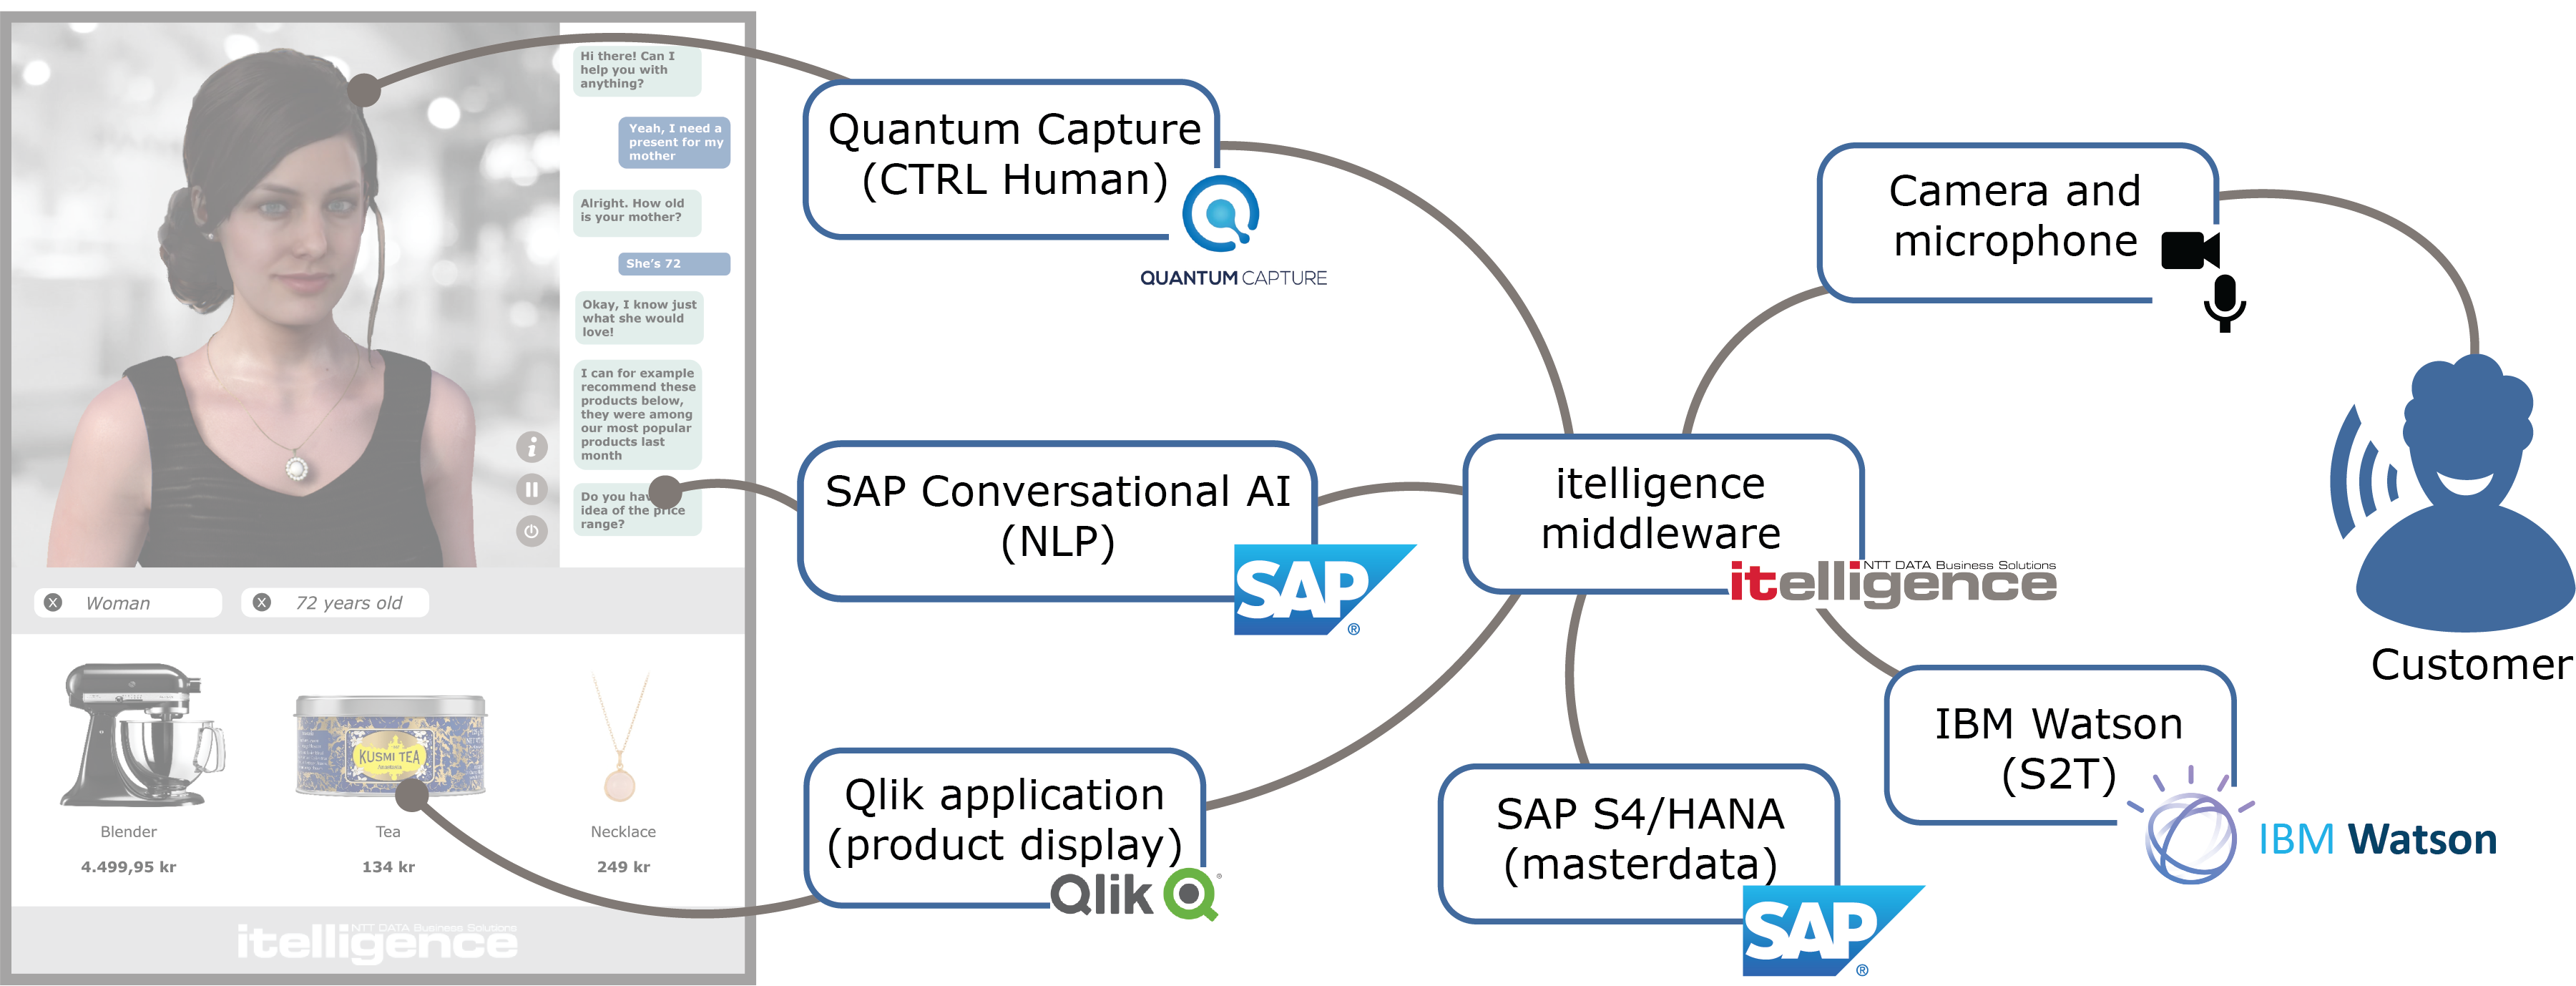 Hi there! Can I
help you with
anything?
Yeah, I need a
present for my
mother
Alright. How old
is your mother?
She's 72
Okay, I know just
what she would
love!
I can for example
recommend these
products below,
they were among
our most popular
products last
month
Do you hav
idea of the price
range?
i
X Woman
X 72 years old
KUSMI TEA
Blender
4.499,95 kr
Tea
134 kr
Necklace
249 kr
NTT DATA Business Solutions
itelligence
Quantum Capture
(CTRL Human)
QUANTUM CAPTURE
SAP Conversational AI
(NLP)
SAP ®
Qlik application
(product display)
Qlik
Camera and
microphone
itelligence
middleware
NTT DATA Business Solutions
itelligence
SAP S4/HANA
(masterdata)
SAP ®
IBM Watson
(S2T)
IBM Watson
Customer